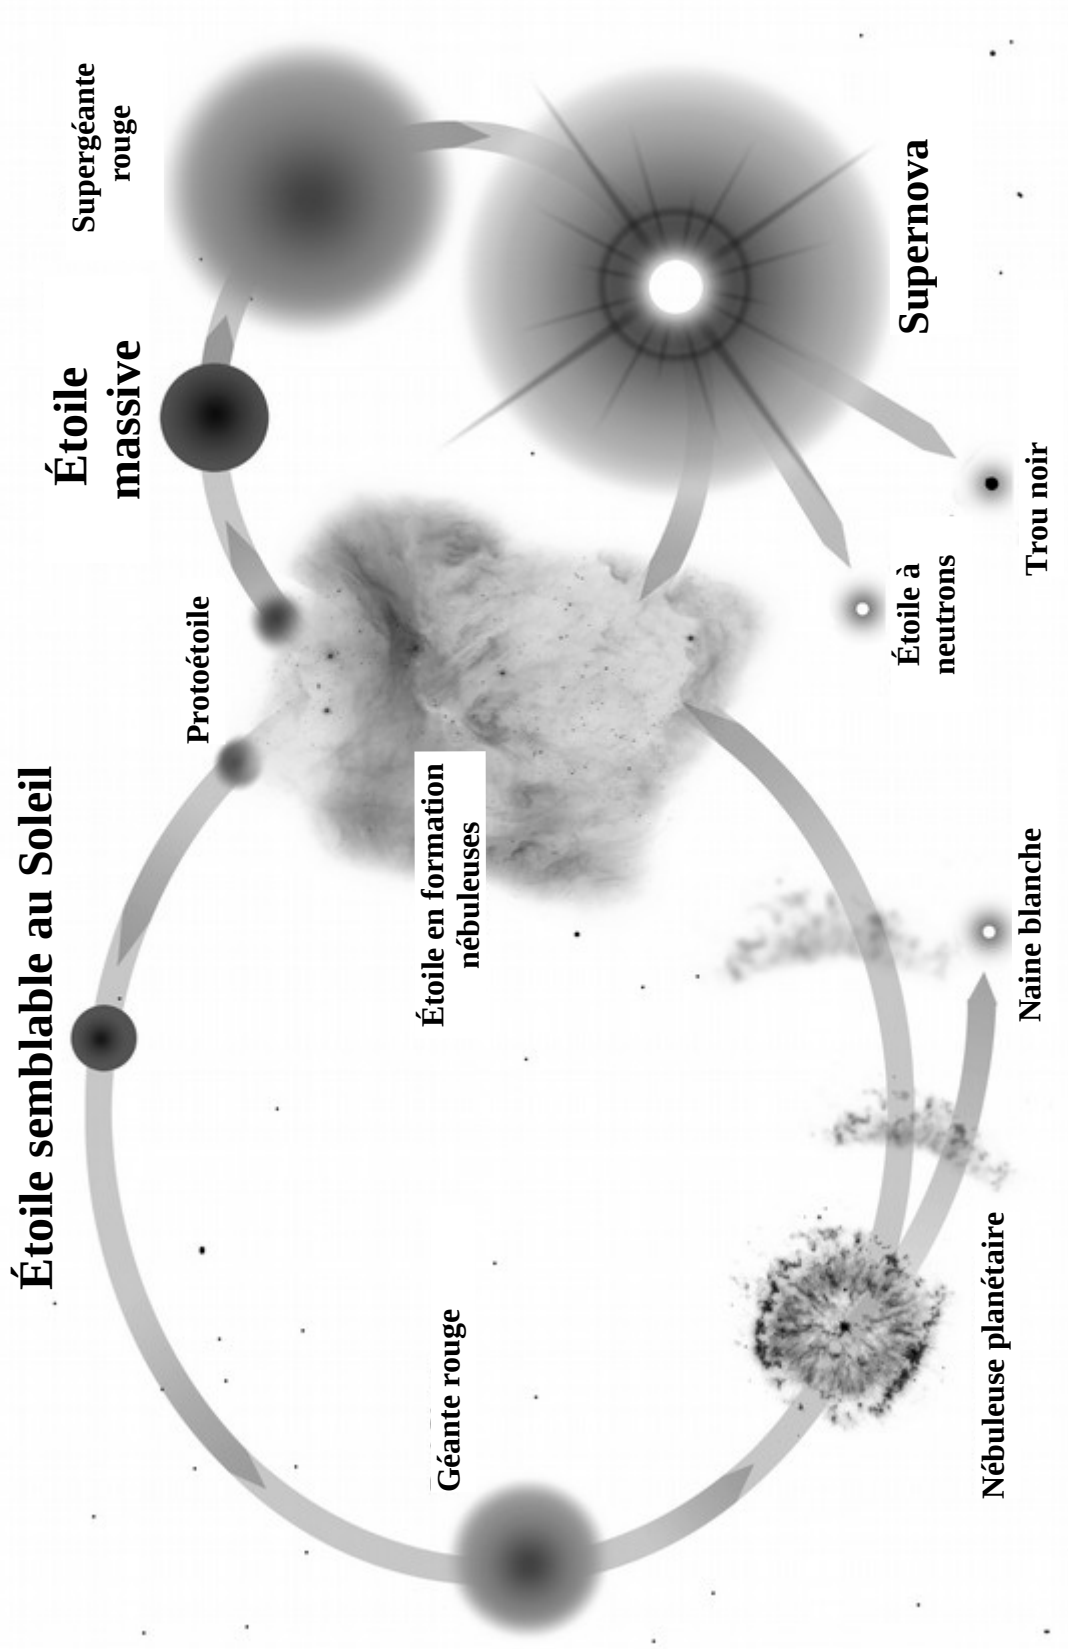 Étoile semblable au Soleil
Étoile
massive
Protoétoile
Supergéante
rouge
Géante rouge
Étoile en formation
nébuleuses
Supernova
Nébuleuse planétaire
Naine blanche
Étoile à
neutrons
Trou noir